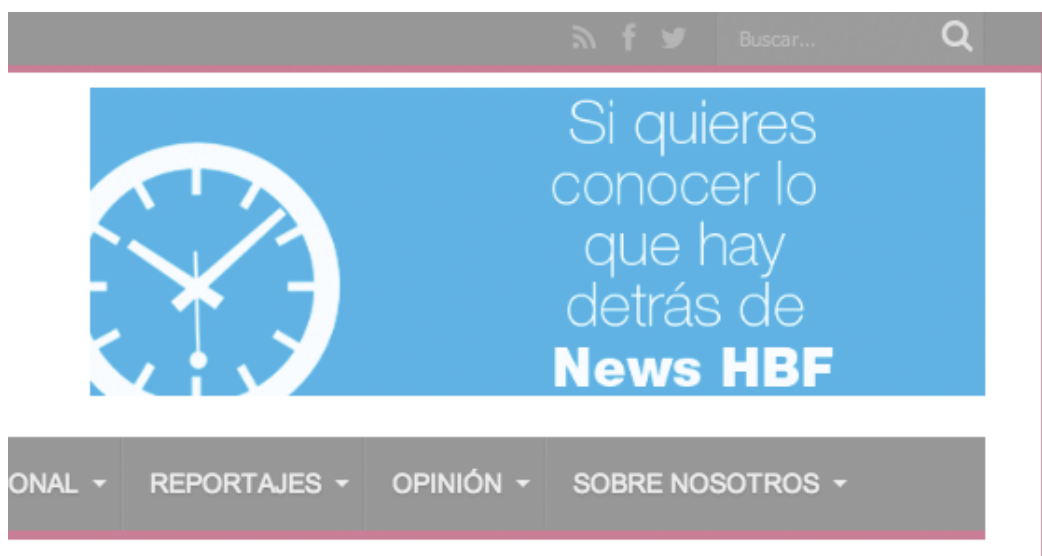 Buscar...
Si quieres
conocer lo
que hay
detrás de
News HBF
ONAL REPORTAJES OPINIÓN SOBRE NOSOTROS